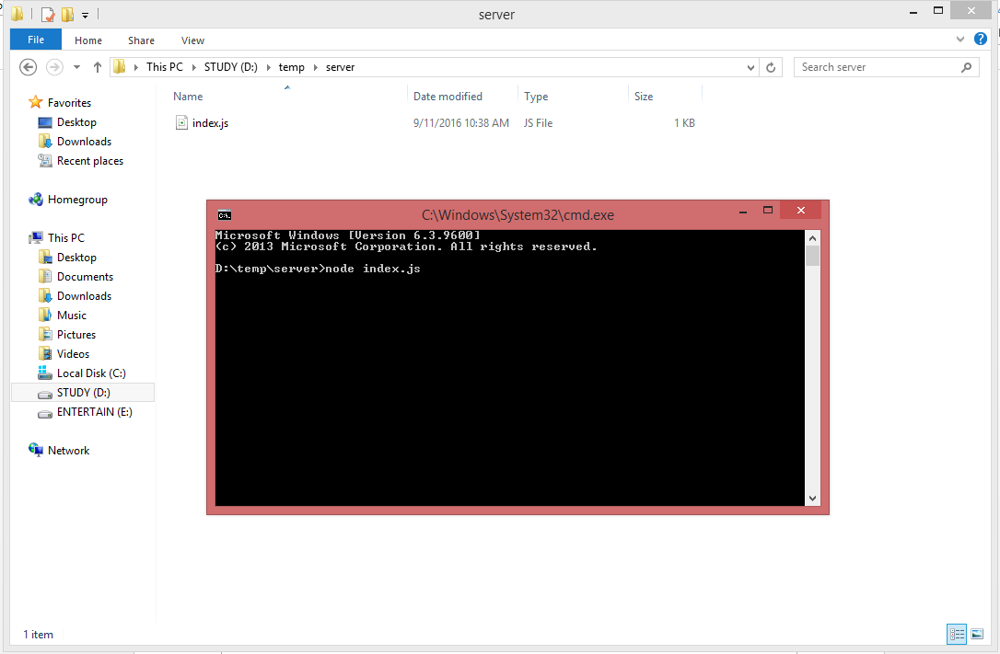 server
File
Home
Share
View
This PC
STUDY (D:)
temp
server
Search server
Name
Date modified
Type
Size
index.js
9/11/2016 10:38 AM
JS File
1 KB
Favorites
Desktop
Downloads
Recent places
Homegroup
This PC
Desktop
Documents
Downloads
Music
Pictures
Videos
Local Disk (C:)
STUDY (D:)
ENTERTAIN (E:)
Network
C:\Windows\System32\cmd.exe
Microsoft Windows [Version 6.3.9600]
(c) 2013 Microsoft Corporation. All rights reserved.
D:\temp\server>node index.js
1 item